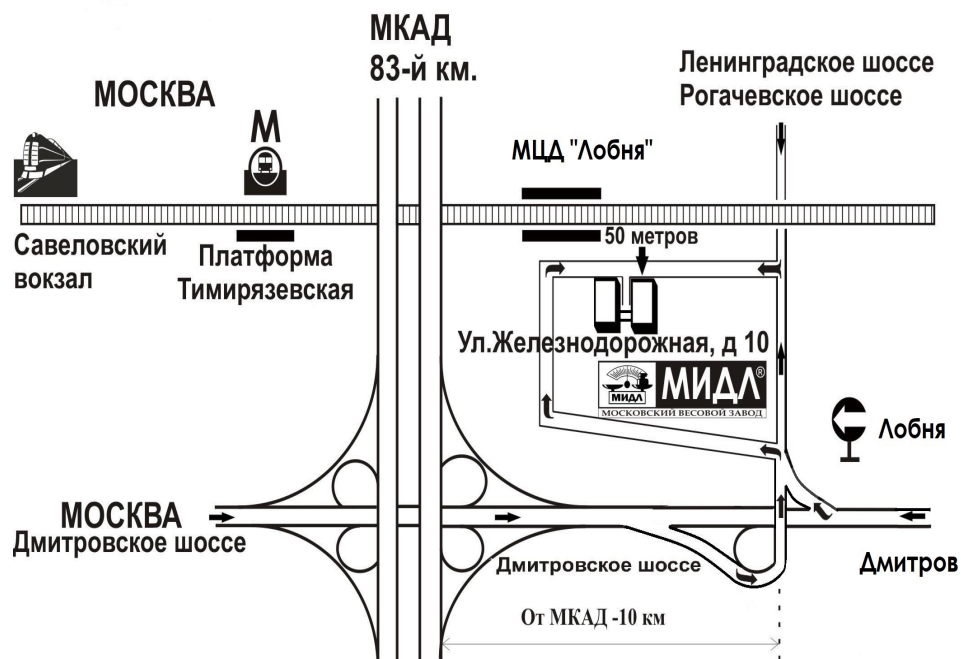 МКАД
83-й км.
Ленинградское шоссе
Рогачевское шоссе
МОСКВА
М
МЦД "Лобня"
50 метров
Савеловский
вокзал
Платформа
Тимирязевская
Ул.Железнодорожная, д 10
МИДЛ
МИДЛ®
МОСКОВСКИЙ ВЕСОВОЙ ЗАВОД
Лобня
МОСКВА
Дмитровское шоссе
Дмитровское шоссе
Дмитров
От МКАД -10 км